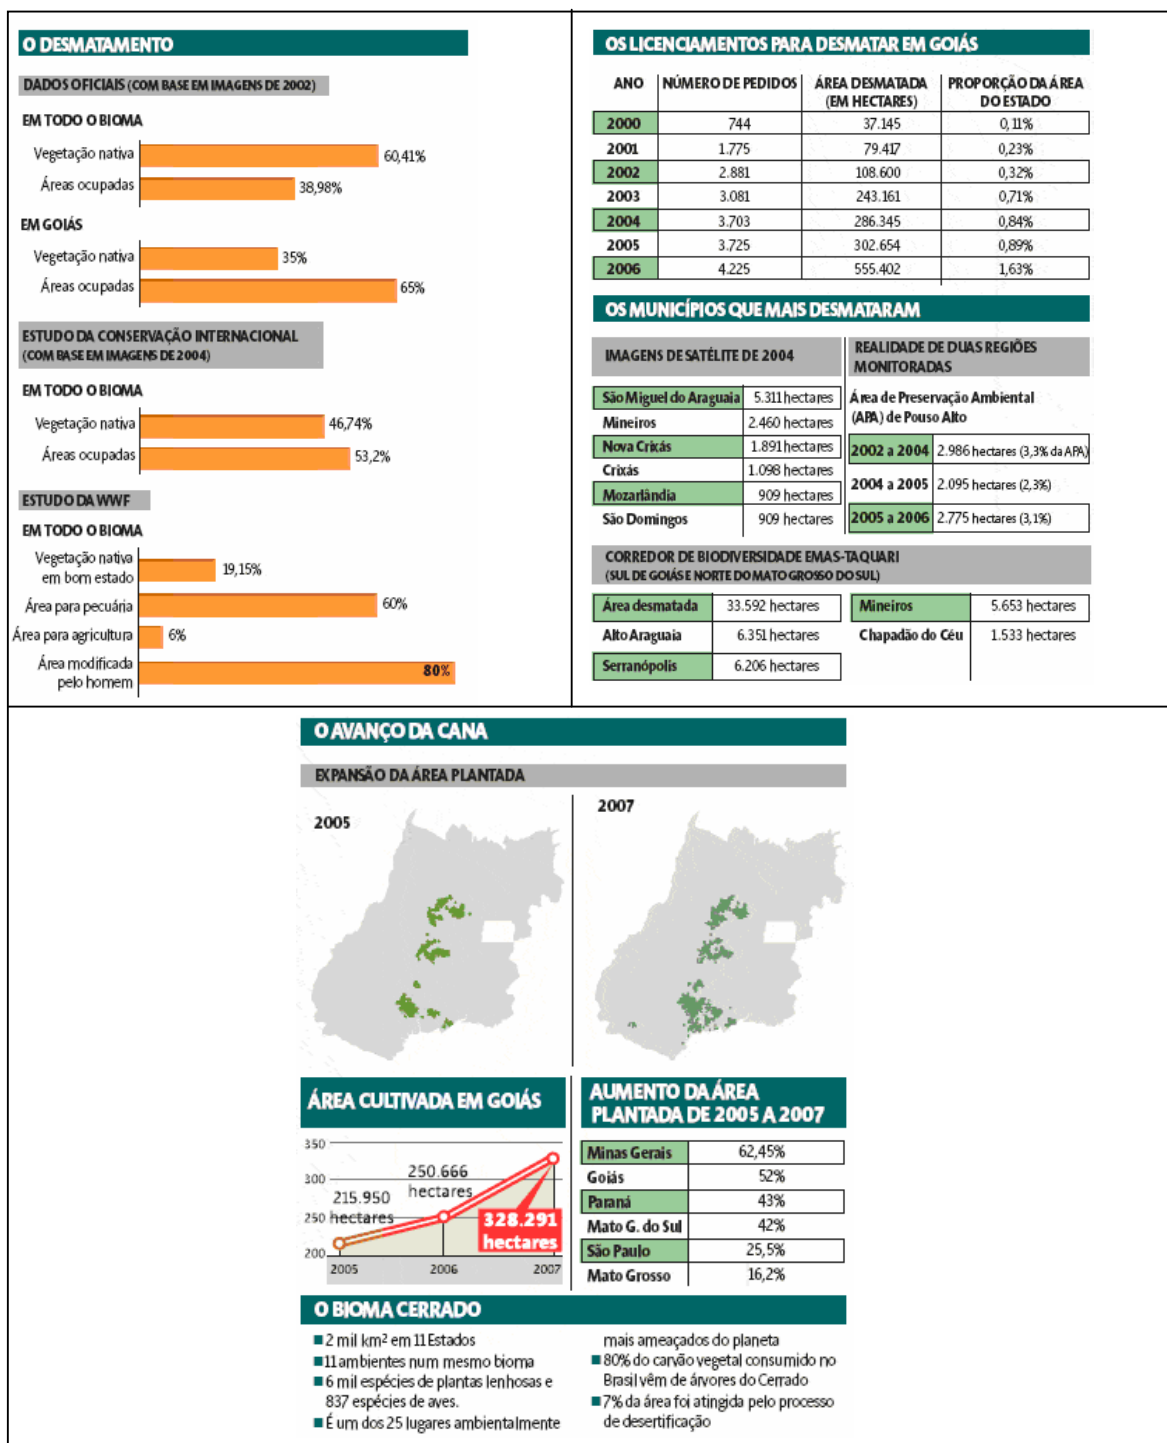 O DESMATAMENTO
DADOS OFICIAIS (COM BASE EM IMAGENS DE 2002)
EM TODO O BIOMA
Vegetação nativa 60,41%
Áreas ocupadas 38,98%
EM GOIÁS
Vegetação nativa 35%
Áreas ocupadas 65%
ESTUDO DA CONSERVAÇÃO INTERNACIONAL
(COM BASE EM IMAGENS DE 2004)
EM TODO O BIOMA
Vegetação nativa 46,74%
Áreas ocupadas 53,2%
ESTUDO DA WWF
EM TODO O BIOMA
Vegetação nativa
em bom estado 19,15%
Área para pecuária 60%
Área para agricultura 6%
Área modificada
pelo homem 80%
OS LICENCIAMENTOS PARA DESMATAR EM GOIÁS
ANO NÚMERO DE PEDIDOS ÁREA DESMATADA PROPORÇÃO DA ÁREA
(EM HECTARES) DO ESTADO
2000 744 37.145 0,11%
2001 1.775 79.417 0,23%
2002 2.881 108.600 0,32%
2003 3.081 243.161 0,71%
2004 3.703 286.345 0,84%
2005 3.725 302.654 0,89%
2006 4.225 555.402 1,63%
OS MUNICÍPIOS QUE MAIS DESMATARAM
IMAGENS DE SATÉLITE DE 2004
São Miguel do Araguaia 5.311 hectares
Mineiros 2.460 hectares
Nova Crixás 1.891 hectares
Crixás 1.098 hectares
Mozarlândia 909 hectares
São Domingos 909 hectares
REALIDADE DE DUAS REGIÕES
MONITORADAS
Área de Preservação Ambiental
(APA) de Pouso Alto
2002 a 2004 2.986 hectares (3,3% da APA)
2004 a 2005 2.095 hectares (2,3%)
2005 a 2006 2.775 hectares (3,1%)
CORREDOR DE BIODIVERSIDADE EMAS-TAQUARI
(SUL DE GOIÁS E NORTE DO MATO GROSSO DO SUL)
Área desmatada 33.592 hectares
Alto Araguaia 6.351 hectares
Serranópolis 6.206 hectares
Mineiros 5.653 hectares
Chapadão do Céu 1.533 hectares
O AVANÇO DA CANA
EXPANSÃO DA ÁREA PLANTADA
2005
2007
ÁREA CULTIVADA EM GOIÁS
350
300
250
200
215.950
hectares
250.666
hectares
328.291
hectares
2005 2006 2007
AUMENTO DA ÁREA
PLANTADA DE 2005 A 2007
Minas Gerais 62,45%
Goiás 52%
Paraná 43%
Mato G. do Sul 42%
São Paulo 25,5%
Mato Grosso 16,2%
O BIOMA CERRADO
2 mil km² em 11 Estados
11 ambientes num mesmo bioma
6 mil espécies de plantas lenhosas e
837 espécies de aves.
É um dos 25 lugares ambientalmente
mais ameaçados do planeta
80% do carvão vegetal consumido no
Brasil vêm de árvores do Cerrado
7% da área foi atingida pelo processo
de desertificação